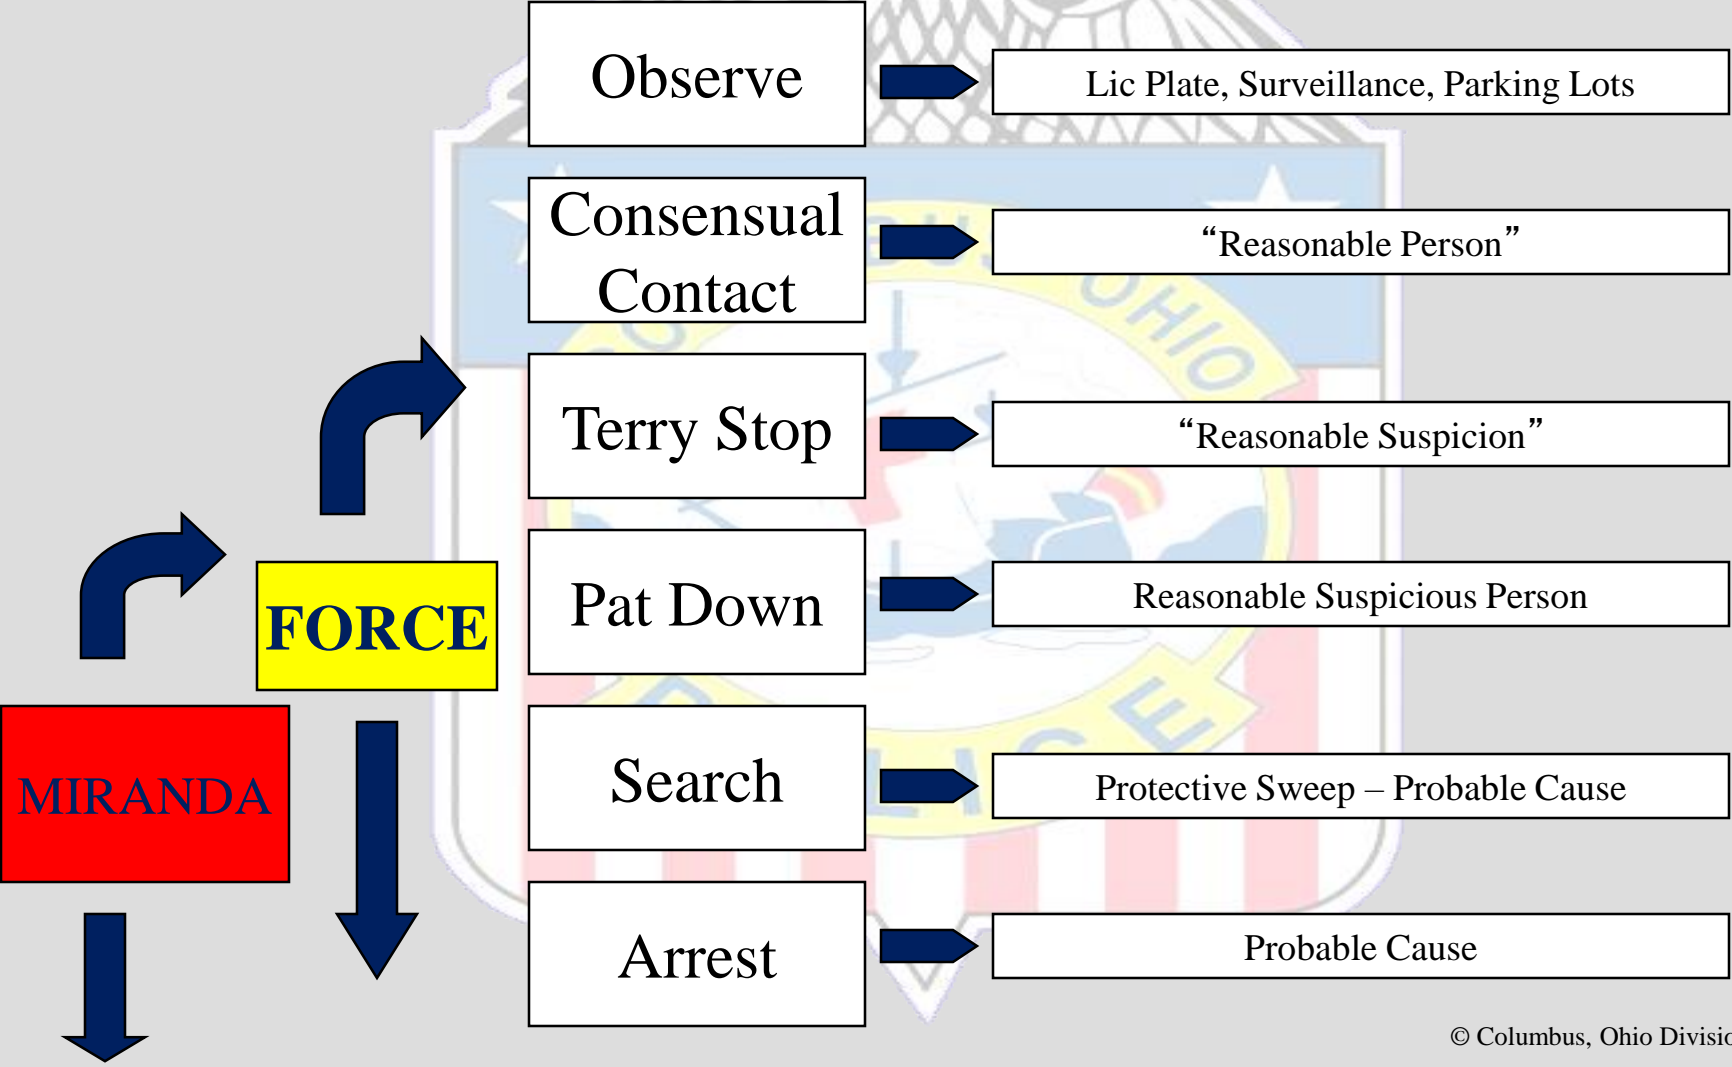 Observe
Lic Plate, Surveillance, Parking Lots
Consensual
Contact
“Reasonable Person”
Terry Stop
“Reasonable Suspicion”
FORCE
Pat Down
Reasonable Suspicious Person
MIRANDA
Search
Protective Sweep – Probable Cause
Arrest
Probable Cause
OHIO
© Columbus, Ohio